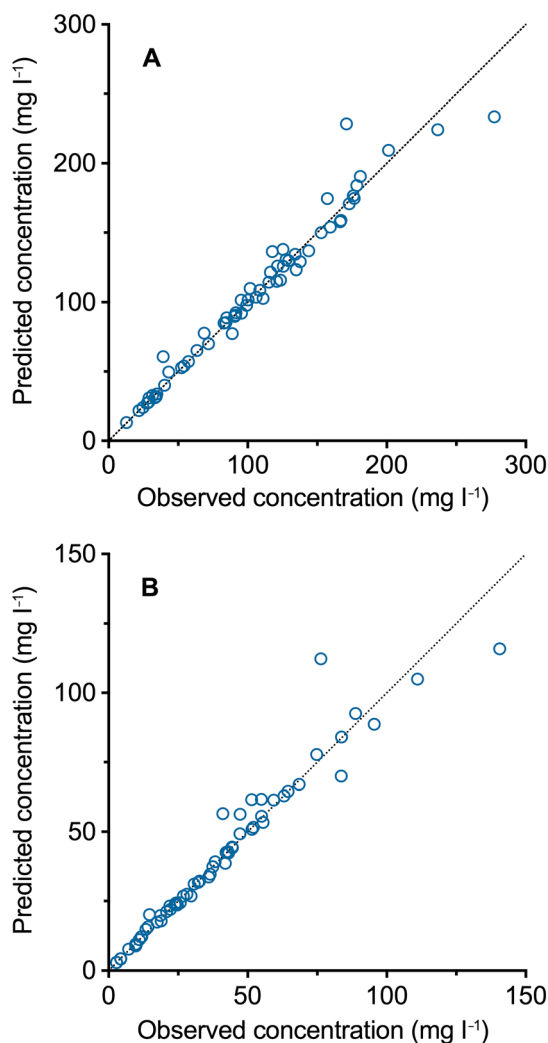 A
Predicted concentration (mg l⁻¹)
300
200
100
0
0 100 200 300
Observed concentration (mg l⁻¹)
B
Predicted concentration (mg l⁻¹)
150
100
50
0
0 50 100 150
Observed concentration (mg l⁻¹)